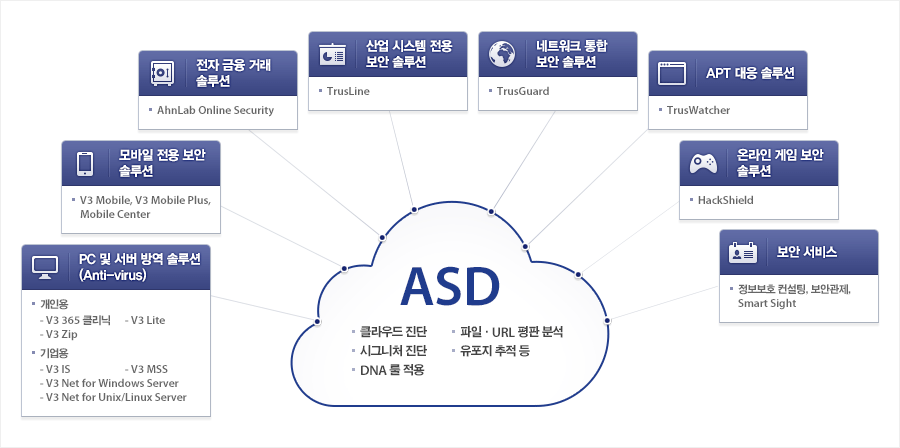 전자 금융 거래
솔루션
AhnLab Online Security
산업 시스템 전용
보안 솔루션
TrusLine
네트워크 통합
보안 솔루션
TrusGuard
APT 대응 솔루션
TrusWatcher
모바일 전용 보안
솔루션
V3 Mobile, V3 Mobile Plus,
Mobile Center
온라인 게임 보안
솔루션
HackShield
PC 및 서버 방역 솔루션
(Anti-virus)
개인용
- V3 365 클리닉 - V3 Lite
- V3 Zip
기업용
- V3 IS - V3 MSS
- V3 Net for Windows Server
- V3 Net for Unix/Linux Server
보안 서비스
정보보호 컨설팅, 보안관제,
Smart Sight
ASD
클라우드 진단 파일 · URL 평판 분석
시그니처 진단 유포지 추적 등
DNA 룰 적용